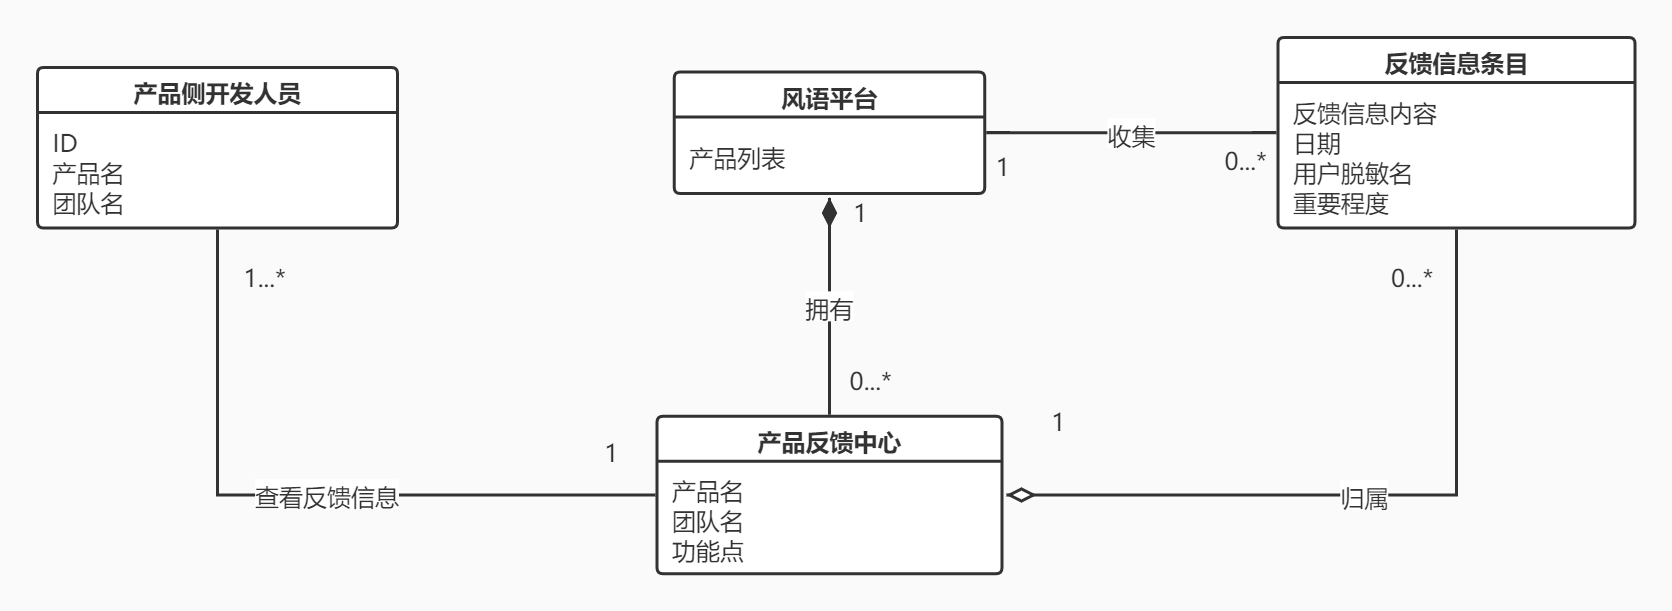 产品侧开发人员
ID
产品名
团队名
风语平台
产品列表
反馈信息条目
反馈信息内容
日期
用户脱敏名
重要程度
收集
1
0...*
1
拥有
0...*
1...*
查看反馈信息
1
0...*
归属
1
产品反馈中心
产品名
团队名
功能点